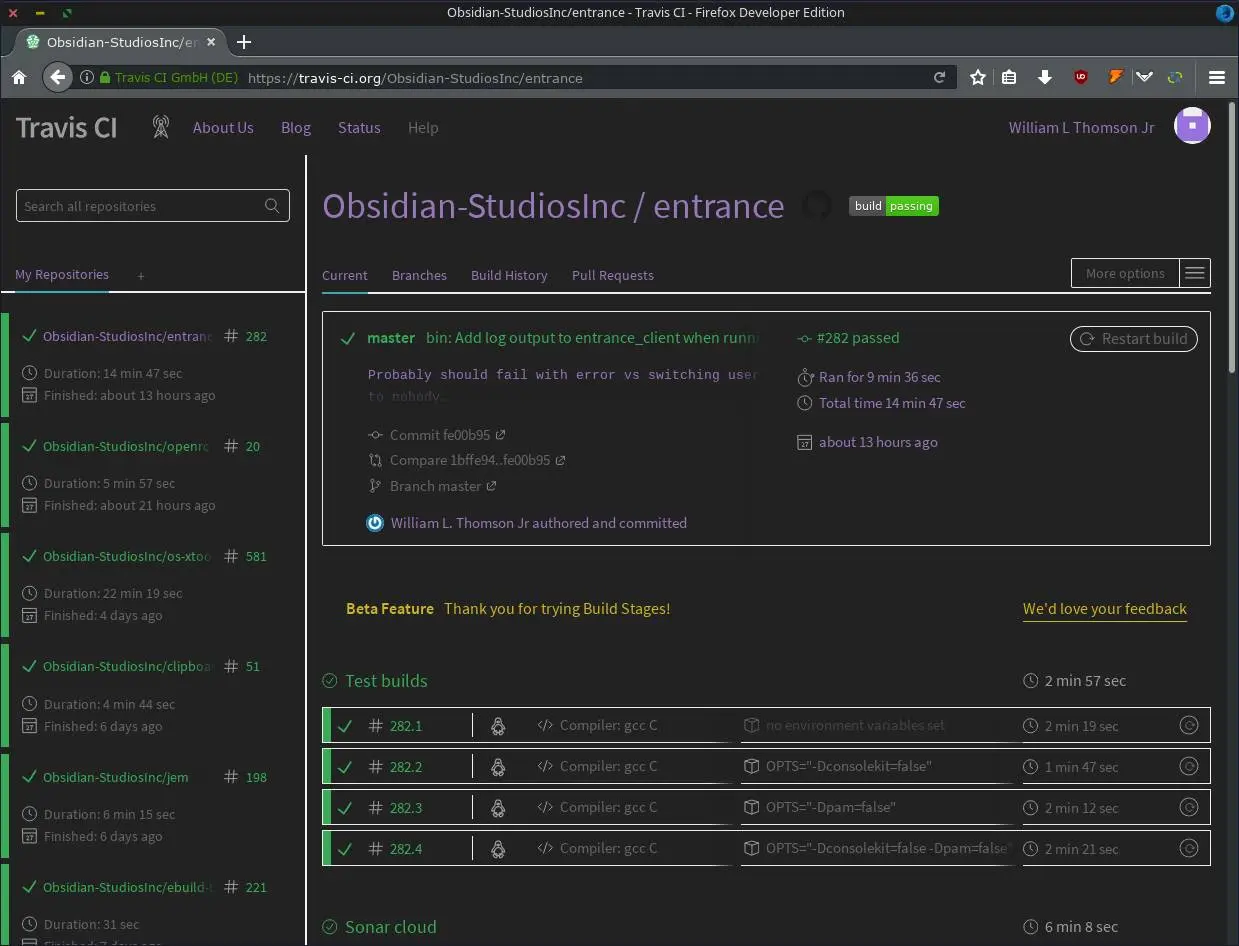 Obsidian-StudiosInc/entrance - Travis CI - Firefox Developer Edition
Obsidian-StudiosInc/en
Travis CI GmbH (DE) https://travis-ci.org/Obsidian-StudiosInc/entrance
Travis CI About Us Blog Status Help William L Thomson Jr
Search all repositories
Obsidian-StudiosInc / entrance build passing
My Repositories +
Current Branches Build History Pull Requests More options
Obsidian-StudiosInc/entranc # 282
Duration: 14 min 47 sec
Finished: about 13 hours ago
Obsidian-StudiosInc/openrc # 20
Duration: 5 min 57 sec
Finished: about 21 hours ago
Obsidian-StudiosInc/os-xtoo # 581
Duration: 22 min 19 sec
Finished: 4 days ago
Obsidian-StudiosInc/clipboa # 51
Duration: 4 min 44 sec
Finished: 6 days ago
Obsidian-StudiosInc/jem # 198
Duration: 6 min 15 sec
Finished: 6 days ago
Obsidian-StudiosInc/ebuild- # 221
Duration: 31 sec
Finished: 7 days ago
master bin: Add log output to entrance_client when runn
Probably should fail with error vs switching user
to nobody.
Commit fe00b95
Compare 1bffe94..fe00b95
Branch master
William L. Thomson Jr authored and committed
#282 passed
Ran for 9 min 36 sec
Total time 14 min 47 sec
about 13 hours ago
Restart build
Beta Feature Thank you for trying Build Stages! We'd love your feedback
Test builds 2 min 57 sec
# 282.1 </> Compiler: gcc C no environment variables set 2 min 19 sec
# 282.2 </> Compiler: gcc C OPTS="-Dconsolekit=false" 1 min 47 sec
# 282.3 </> Compiler: gcc C OPTS="-Dpam=false" 2 min 12 sec
# 282.4 </> Compiler: gcc C OPTS="-Dconsolekit=false -Dpam=false" 2 min 21 sec
Sonar cloud 6 min 8 sec